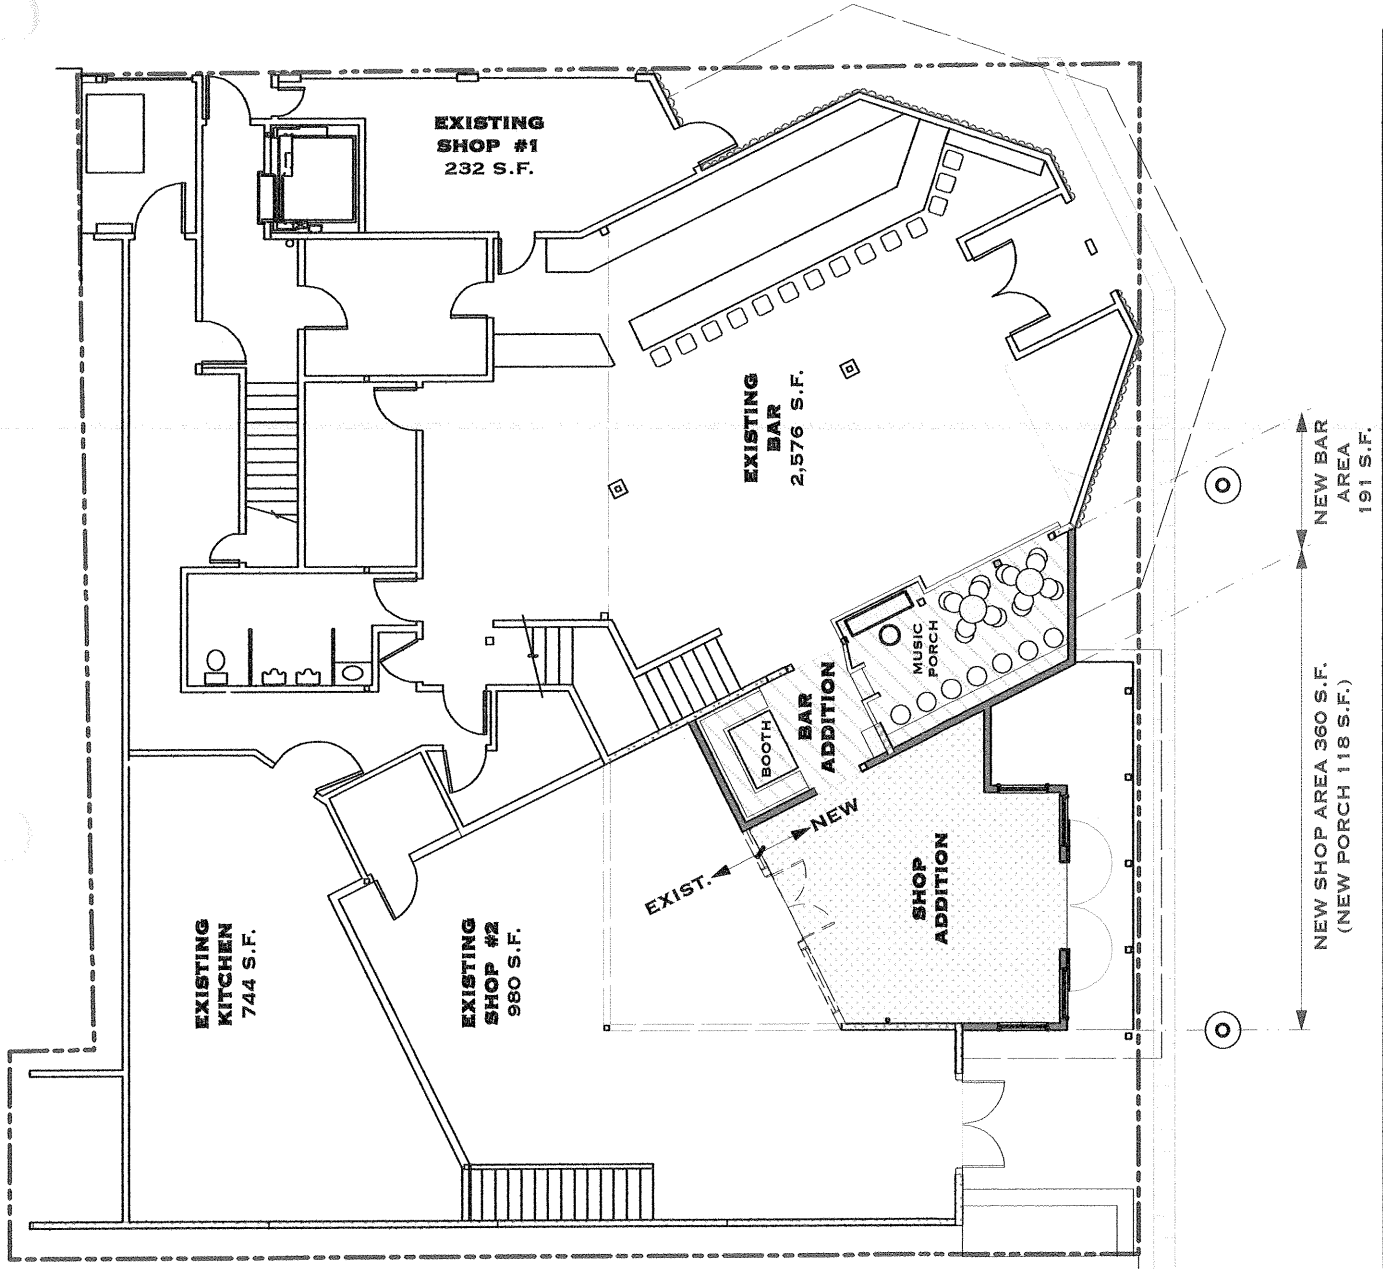 EXISTING
SHOP #1
232 S.F.
EXISTING
BAR
2,576 S.F.
NEW BAR
AREA
191 S.F.
MUSIC
PORCH
BAR
ADDITION
BOOTH
NEW
EXIST.
SHOP
ADDITION
NEW SHOP AREA 360 S.F.
(NEW PORCH 118 S.F.)
EXISTING
KITCHEN
744 S.F.
EXISTING
SHOP #2
980 S.F.